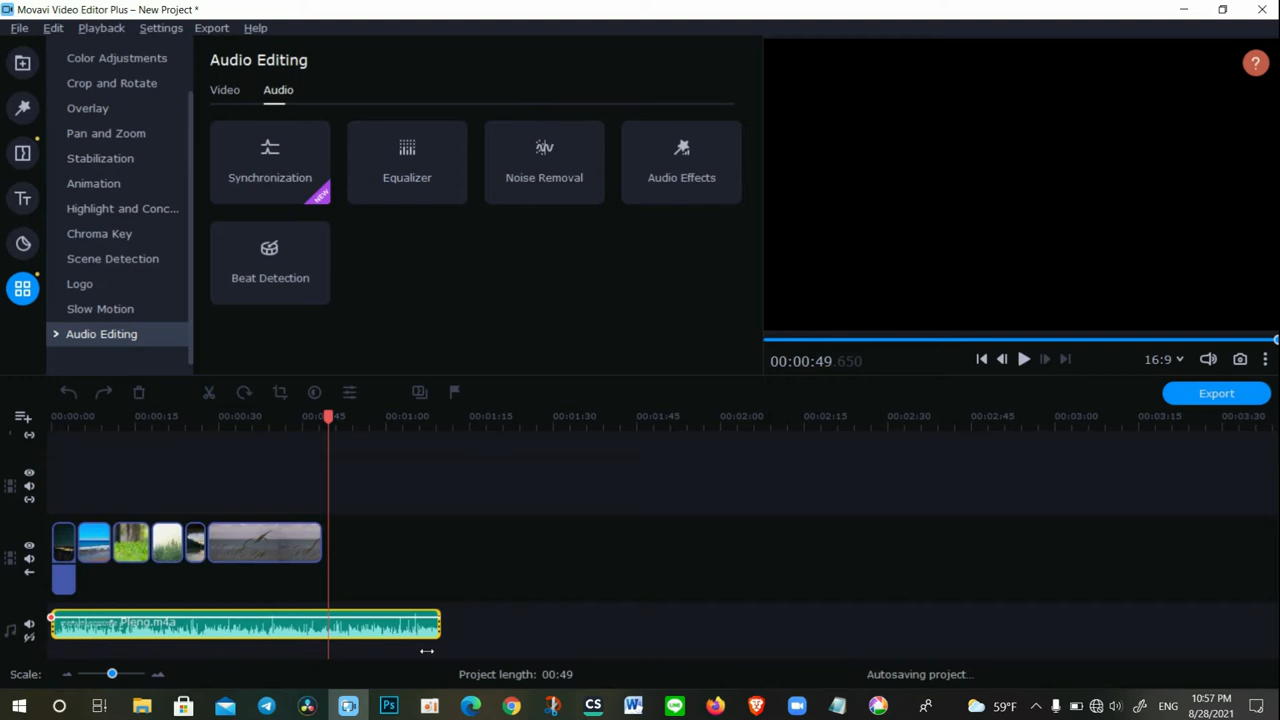 Movavi Video Editor Plus – New Project *
File Edit Playback Settings Export Help
Color Adjustments
Crop and Rotate
Overlay
Pan and Zoom
Stabilization
Animation
Highlight and Conc...
Chroma Key
Scene Detection
Logo
Slow Motion
Audio Editing
Audio Editing
Video Audio
Synchronization
NEW
Equalizer
Noise Removal
Audio Effects
Beat Detection
?
00:00:49.650
16:9
Export
00:00:00 00:00:15 00:00:30 :45 00:01:00 00:01:15 00:01:30 00:01:45 00:02:00 00:02:15 00:02:30 00:02:45 00:03:00 00:03:15 00:03:30
Pleng.m4a
Scale:
Project length: 00:49
Autosaving project...
Ps
CS
W
59°F
ENG
10:57 PM
8/28/2021